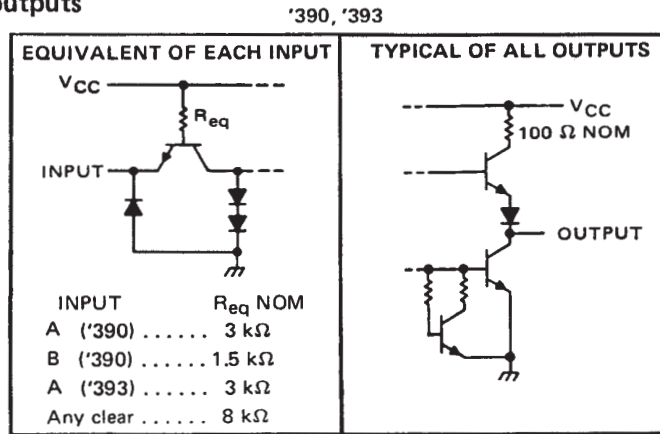 outputs
'390, '393
EQUIVALENT OF EACH INPUT
VCC
Req
INPUT
INPUT Req NOM
A ('390) ...... 3 kΩ
B ('390) ...... 1.5 kΩ
A ('393) ...... 3 kΩ
Any clear ...... 8 kΩ
TYPICAL OF ALL OUTPUTS
VCC
100 Ω NOM
OUTPUT